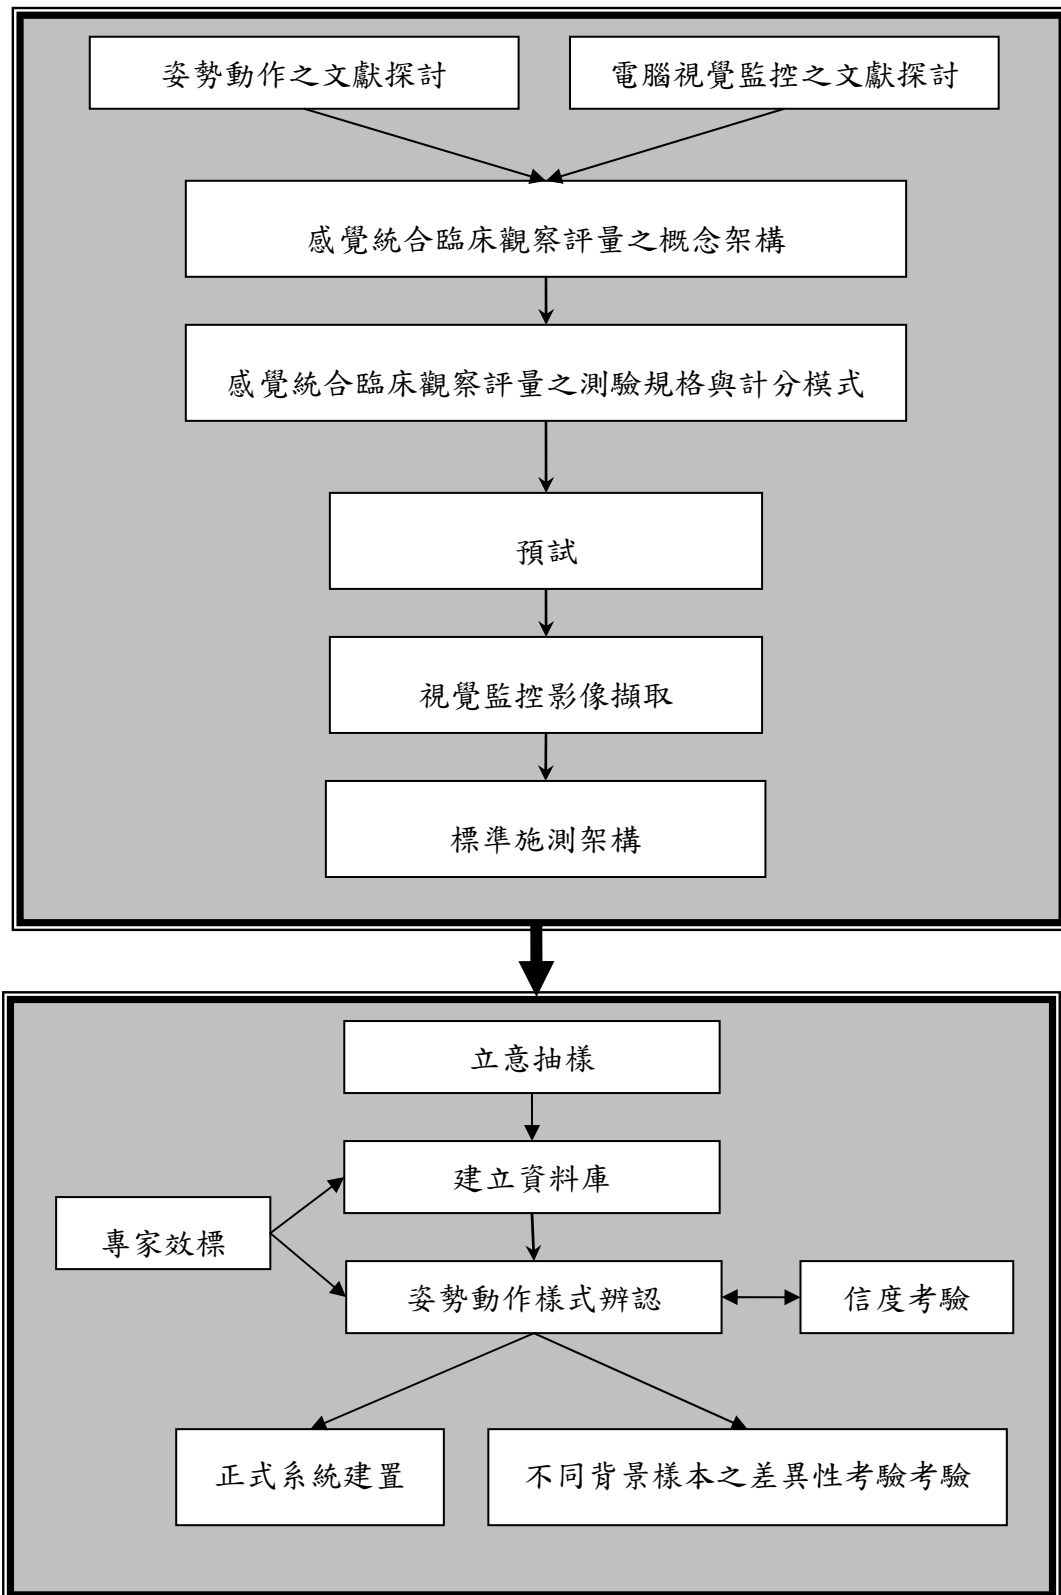 姿勢動作之文獻探討
電腦視覺監控之文獻探討
感覺統合臨床觀察評量之概念架構
感覺統合臨床觀察評量之測驗規格與計分模式
預試
視覺監控影像擷取
標準施測架構
立意抽樣
建立資料庫
專家效標
姿勢動作樣式辨認
信度考驗
正式系統建置
不同背景樣本之差異性考驗考驗